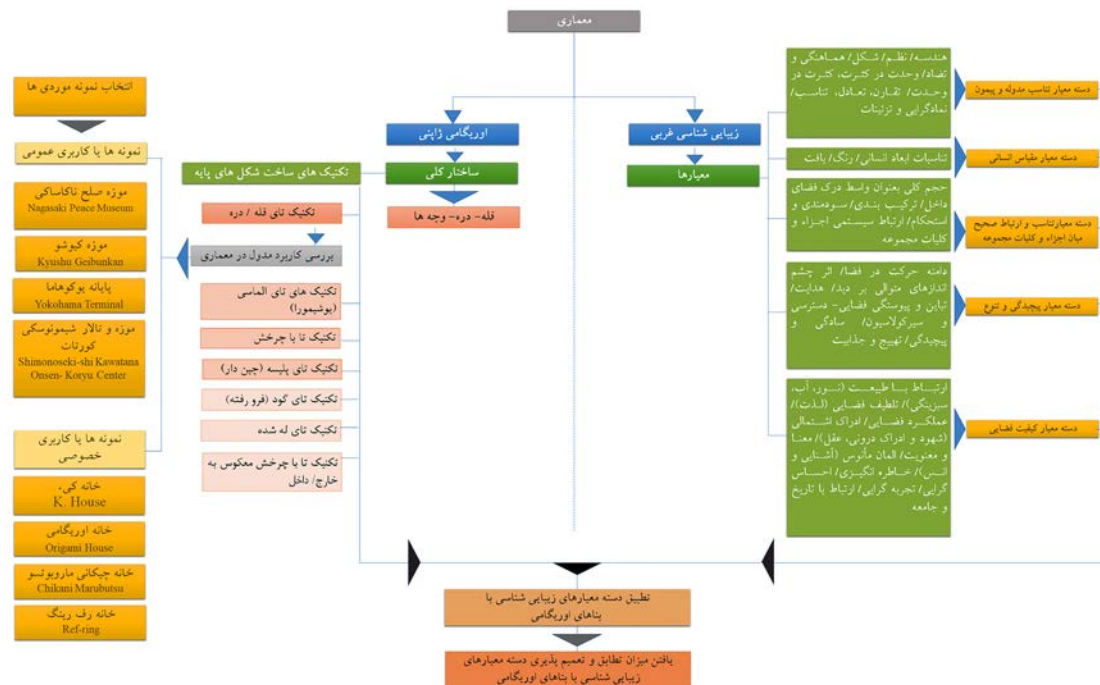 معماری
زیبایی شناسی غربی
معیارها
هندسه/ نظم/ شکل/ هماهنگی و
تضاد/ وحدت در کثرت، کثرت در
وحدت/ تقارن، تعادل، تناسب/
نمادگرایی و تزئینات
دسته معیار تناسب مدوله و پیمون
تناسبات ابعاد انسانی/ رنگ/ بافت
دسته معیار مقیاس انسانی
حجم کلی بعنوان واسط درک فضای
داخل/ ترکیب بندی/ سودمندی و
استحکام/ ارتباط سیستمی اجزاء و
کلیات مجموعه
دسته معیارتناسب و ارتباط صحیح
میان اجزاء و کلیات مجموعه
دامنه حرکت در فضا/ اثر چشم
اندازهای متوالی بر دید/ هدایت/
تباین و پیوستگی فضایی- دسترسی
و سیرکولاسیون/ سادگی و
پیچیدگی/ تهییج و جذابیت
دسته معیار پیچیدگی و تنوع
ارتباط با طبیعت (نور، آب،
سبزینگی)/ تلطیف فضایی (لذت)/
عملکرد فضایی/ ادراک اشتمالی
(شهود و ادراک درونی، عقل)/ معنا
و معنویت/ المان مأنوس (آشنایی و
انس)/ خاطره انگیزی/ احساس
گرایی/ تجربه گرایی/ ارتباط با تاریخ
و جامعه
دسته معیار کیفیت فضایی
اوریگامی ژاپنی
ساختار کلی
قله- دره- وجه ها
تکنیک های ساخت شکل های پایه
تکنیک تای قله / دره
بررسی کاربرد مدول در معماری
تکنیک های تای الماسی
(یوشیمورا)
تکنیک تا با چرخش
تکنیک تای پلیسه (چین دار)
تکنیک تای گود (فرو رفته)
تکنیک تای له شده
تکنیک تا با چرخش معکوس به
خارج/ داخل
انتخاب نمونه موردی ها
نمونه ها با کاربری عمومی
موزه صلح ناکاساکی
Nagasaki Peace Museum
موزه کیوشو
Kyushu Geibunkan
پایانه یوکوهاما
Yokohama Terminal
موزه و تالار شیمونوسکی
کورتات
Shimonoseki-shi Kawatana
Onsen- Koryu Center
نمونه ها با کاربری
خصوصی
خانه کی،
K. House
خانه اوریگامی
Origami House
خانه چیکانی ماروبوتسو
Chikani Marubutsu
خانه رف رینگ
Ref-ring
تطبیق دسته معیارهای زیبایی شناسی با
بناهای اوریگامی
یافتن میزان تطابق و تعمیم پذیری دسته معیارهای
زیبایی شناسی با بناهای اوریگامی